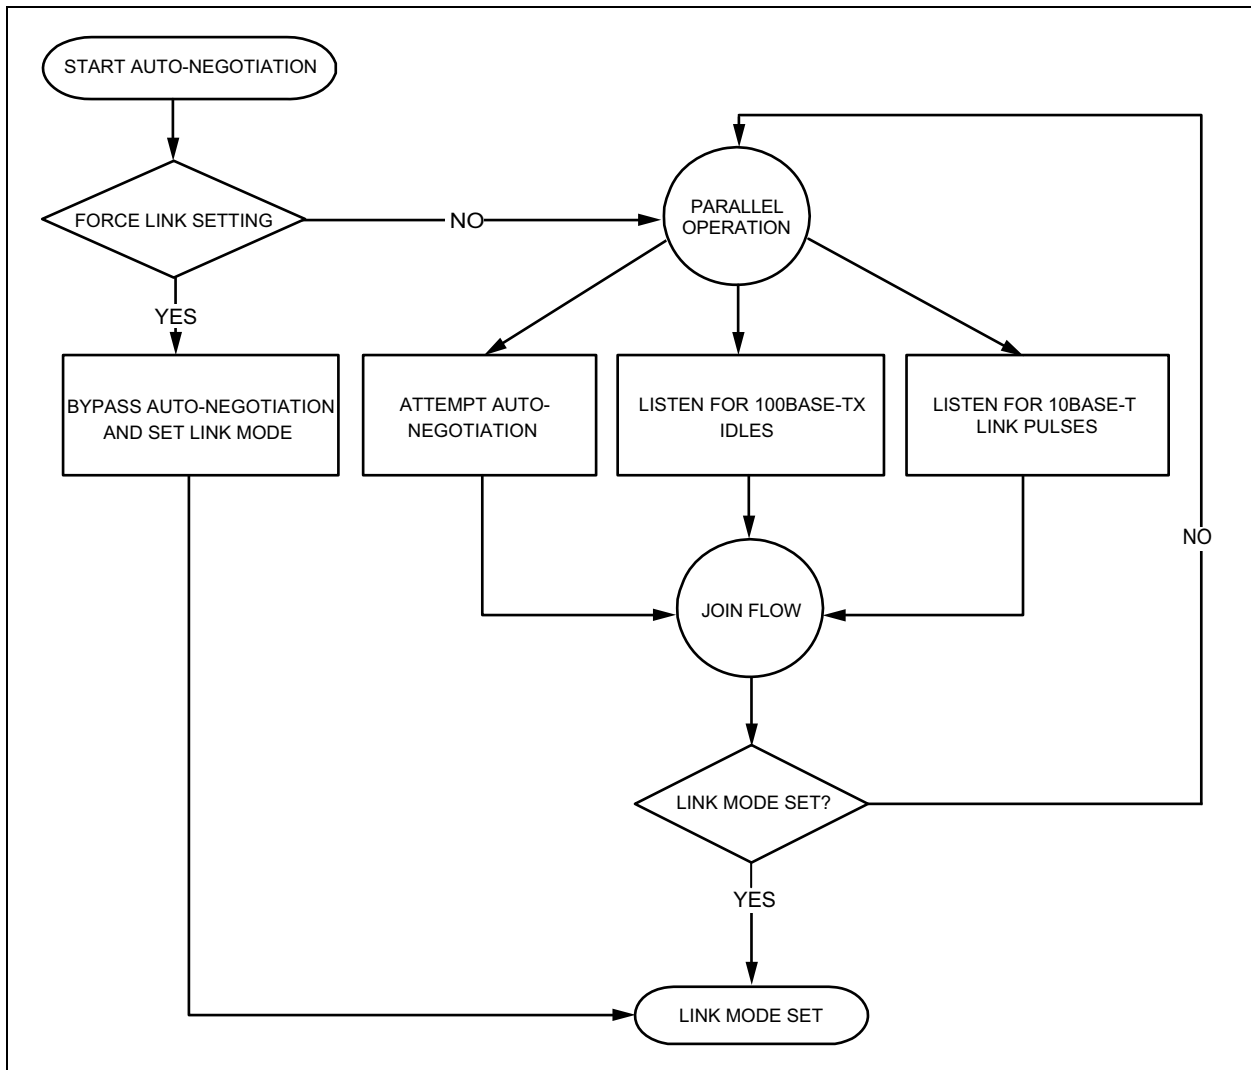 START AUTO-NEGOTIATION
FORCE LINK SETTING
NO
PARALLEL
OPERATION
YES
BYPASS AUTO-NEGOTIATION
AND SET LINK MODE
ATTEMPT AUTO-
NEGOTIATION
LISTEN FOR 100BASE-TX
IDLES
LISTEN FOR 10BASE-T
LINK PULSES
NO
JOIN FLOW
LINK MODE SET?
YES
LINK MODE SET